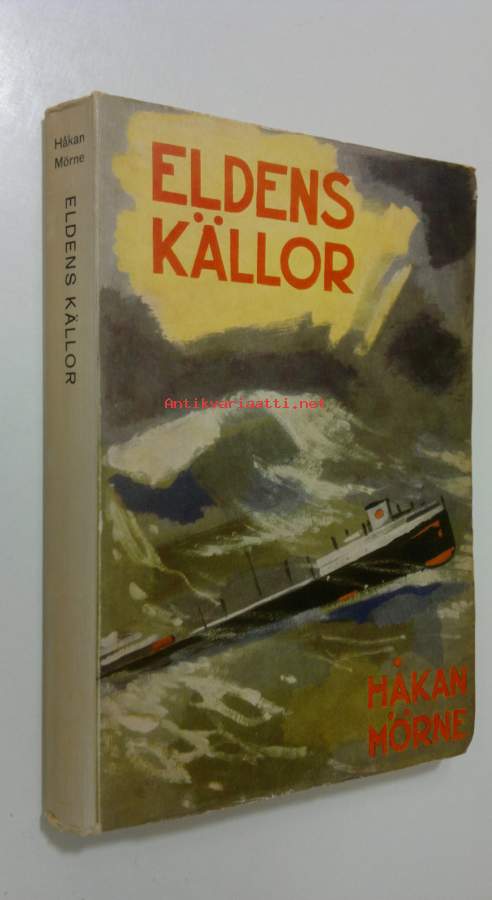 Håkan
Mörne
ELDENS KÄLLOR
ELDENS
KÄLLOR
Antikvariaatti.net
HÅKAN
MÖRNE